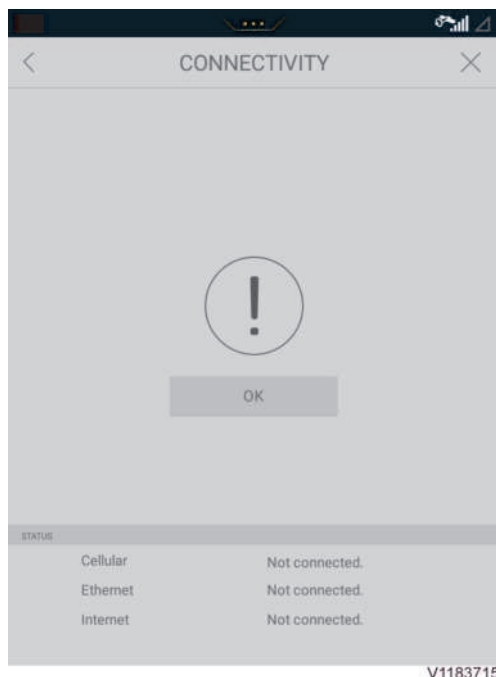 CONNECTIVITY
OK
STATUS
Cellular Not connected.
Ethernet Not connected.
Internet Not connected.
V1183715